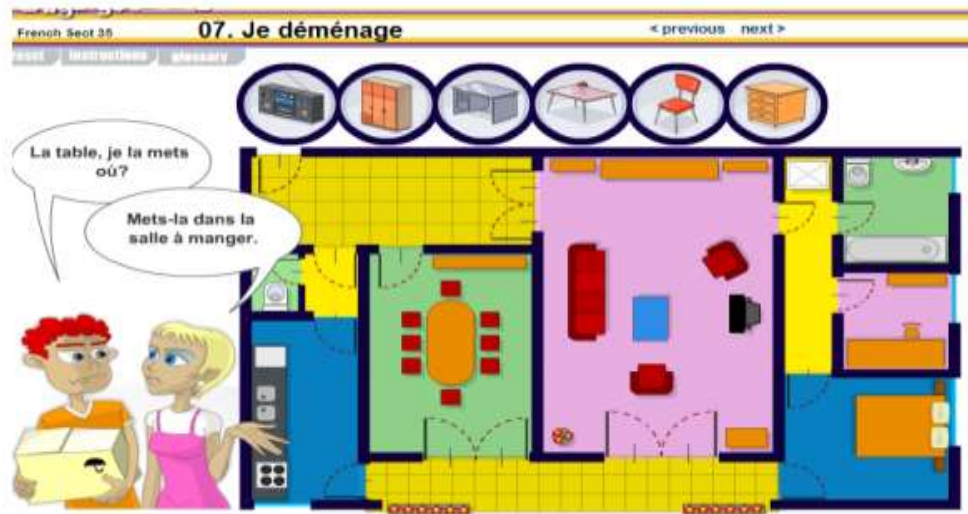 French Sect 35
07. Je déménage
< previous next >
reset instructions glossary
La table, je la mets
où?
Mets-la dans la
salle à manger.